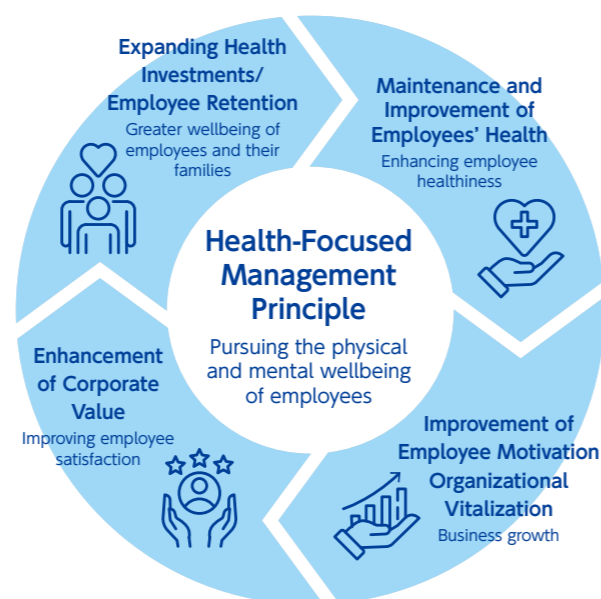 Expanding Health
Investments/
Employee Retention
Greater wellbeing of
employees and their
families
Maintenance and
Improvement of
Employees’ Health
Enhancing employee
healthiness
Health-Focused
Management
Principle
Pursuing the physical
and mental wellbeing
of employees
Improvement of
Employee Motivation
Organizational
Vitalization
Business growth
Enhancement
of Corporate
Value
Improving employee
satisfaction